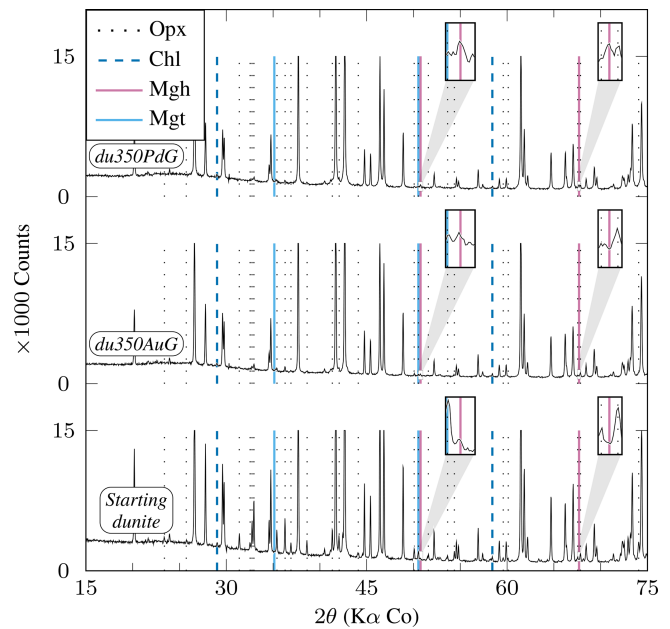 Opx
Chl
Mgh
Mgt
15
0
du350PdG
15
0
du350AuG
15
0
Starting
dunite
×1000 Counts
15 30 45 60 75
2θ (Kα Co)